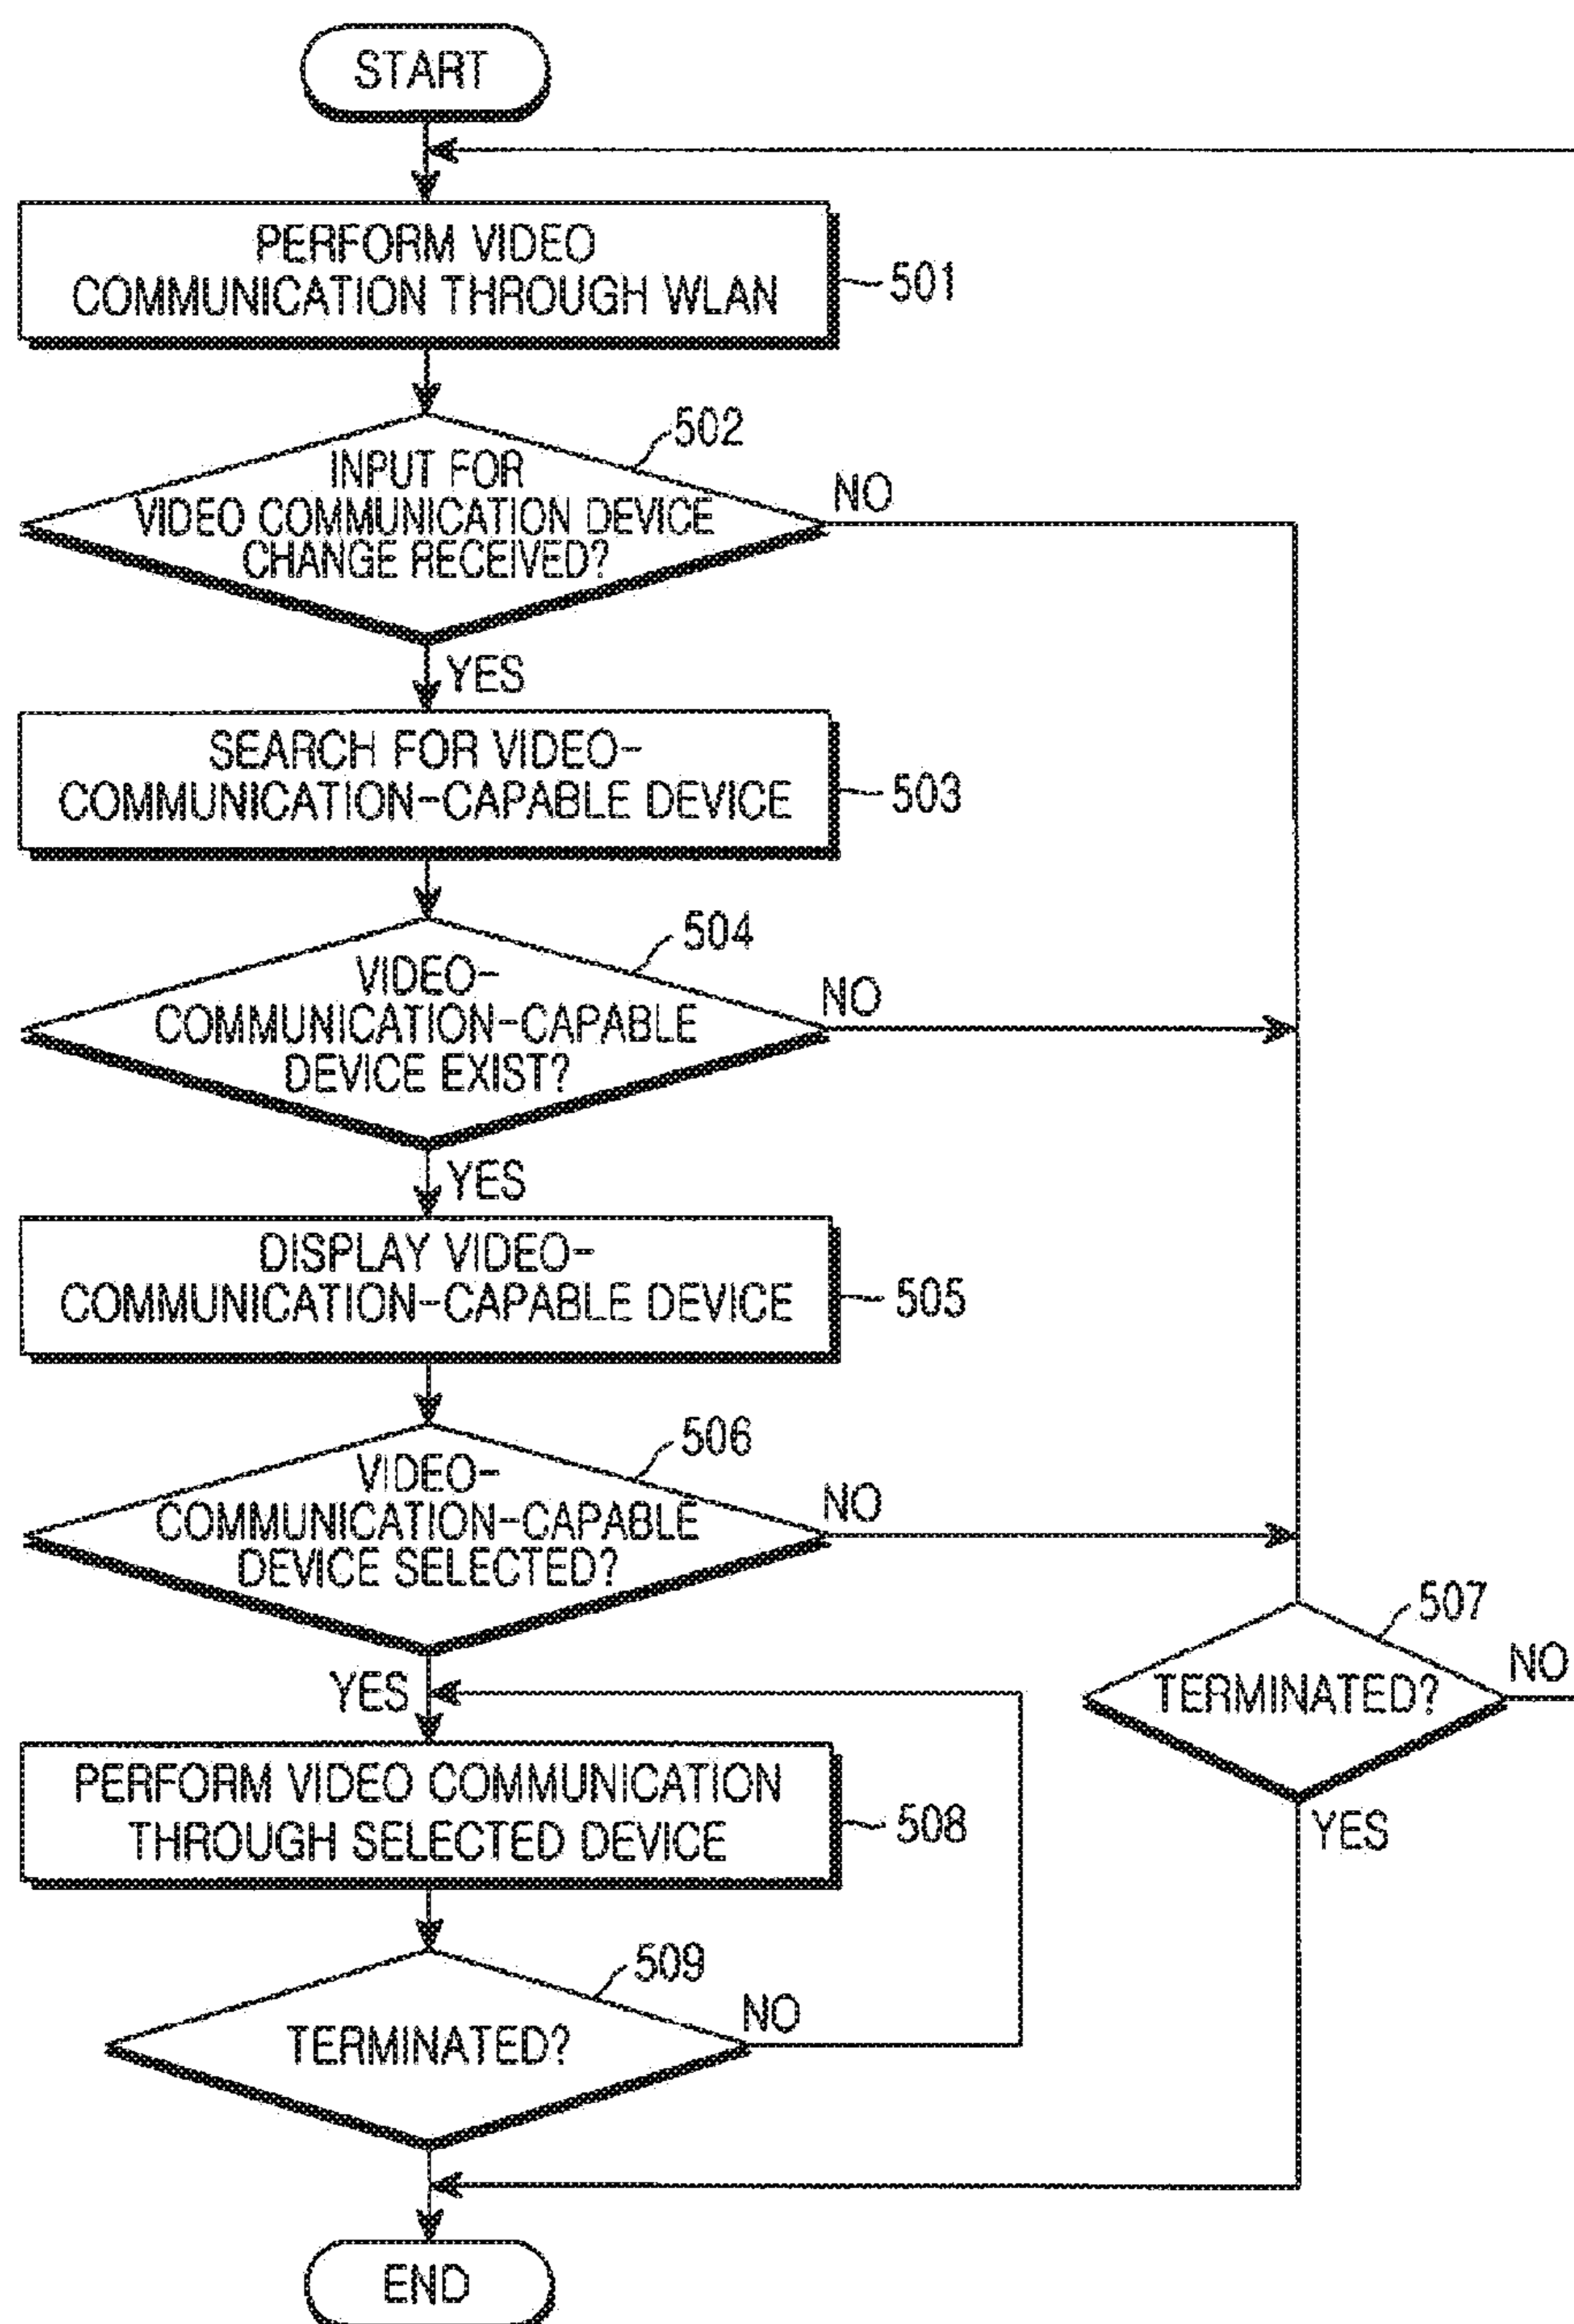 START
PERFORM VIDEO
COMMUNICATION THROUGH WLAN
501
502
INPUT FOR
VIDEO COMMUNICATION DEVICE
CHANGE RECEIVED?
NO
YES
SEARCH FOR VIDEO-
COMMUNICATION-CAPABLE DEVICE
503
504
VIDEO-
COMMUNICATION-CAPABLE
DEVICE EXIST?
NO
YES
DISPLAY VIDEO-
COMMUNICATION-CAPABLE DEVICE
505
506
VIDEO-
COMMUNICATION-CAPABLE
DEVICE SELECTED?
NO
YES
507
TERMINATED?
NO
YES
PERFORM VIDEO COMMUNICATION
THROUGH SELECTED DEVICE
508
509
TERMINATED?
NO
END